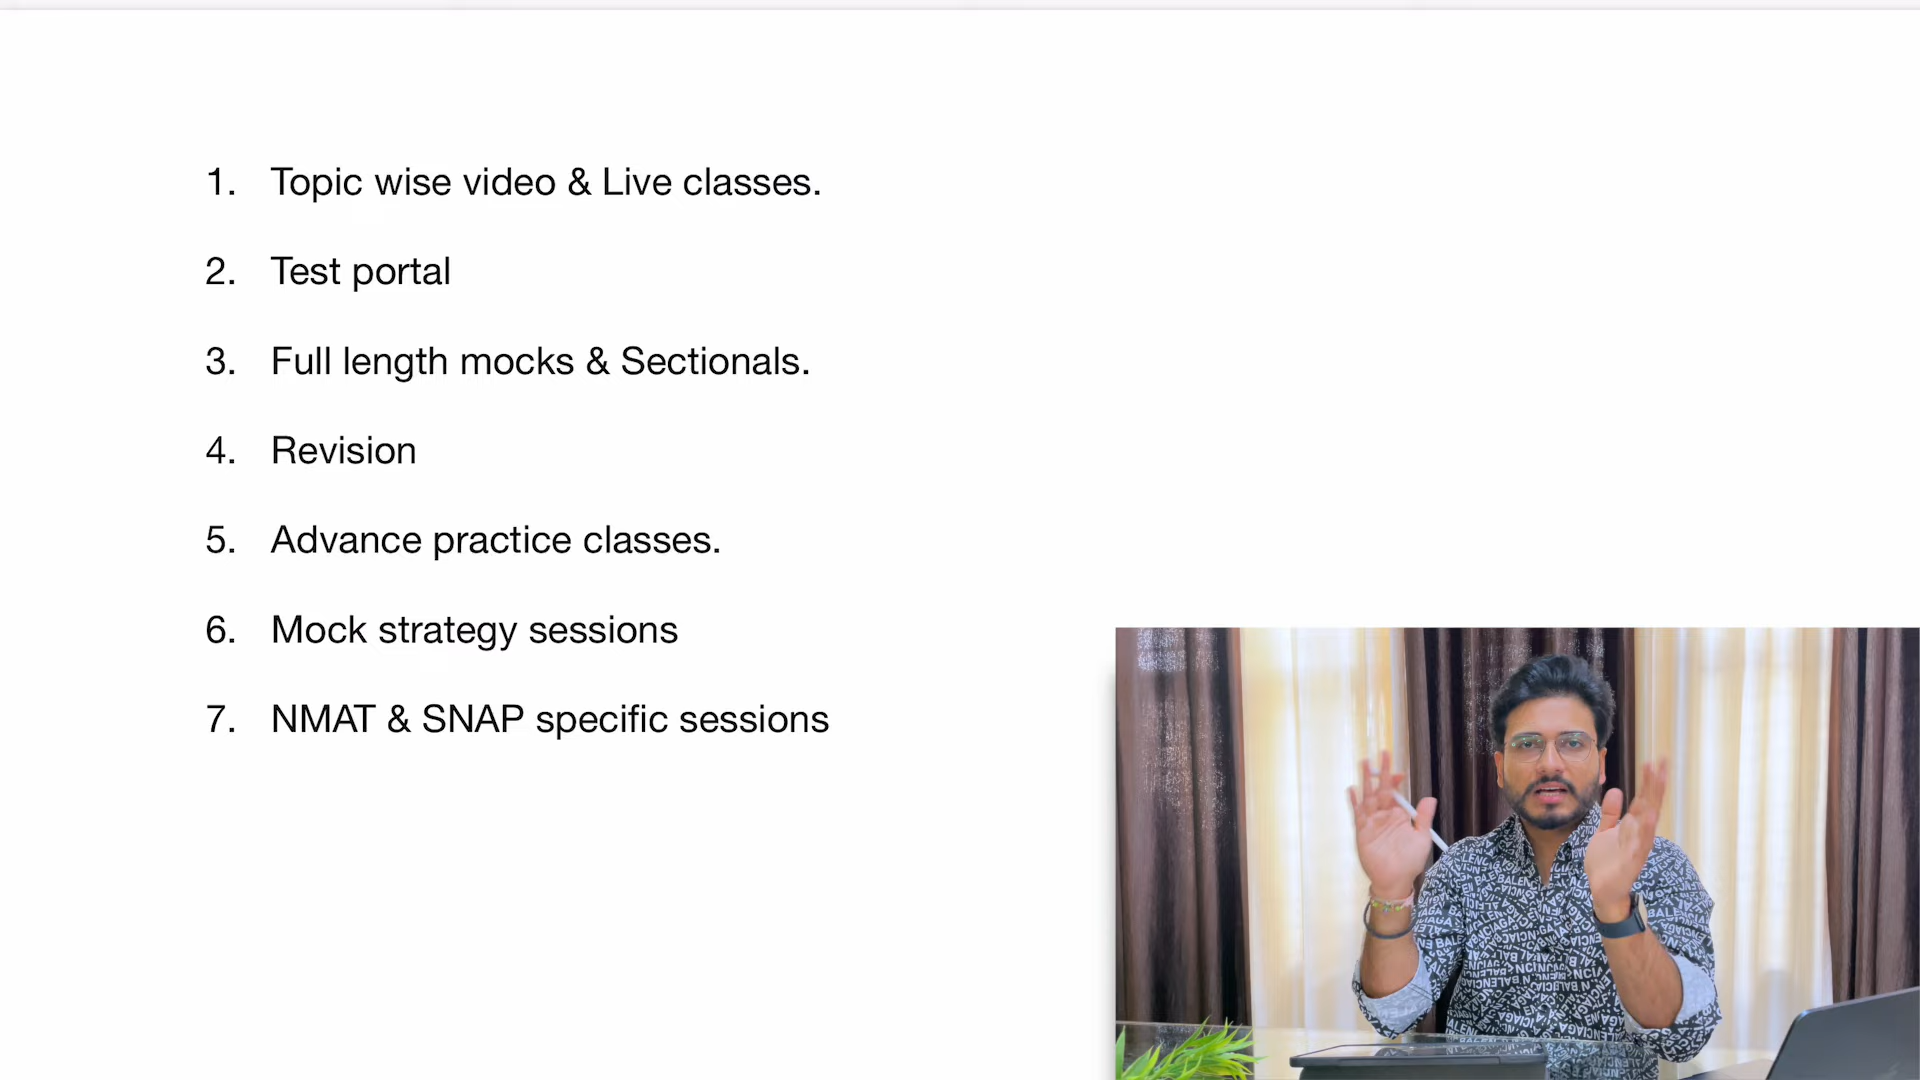 1. Topic wise video & Live classes.
2. Test portal
3. Full length mocks & Sectionals.
4. Revision
5. Advance practice classes.
6. Mock strategy sessions
7. NMAT & SNAP specific sessions
BALENCIAGA